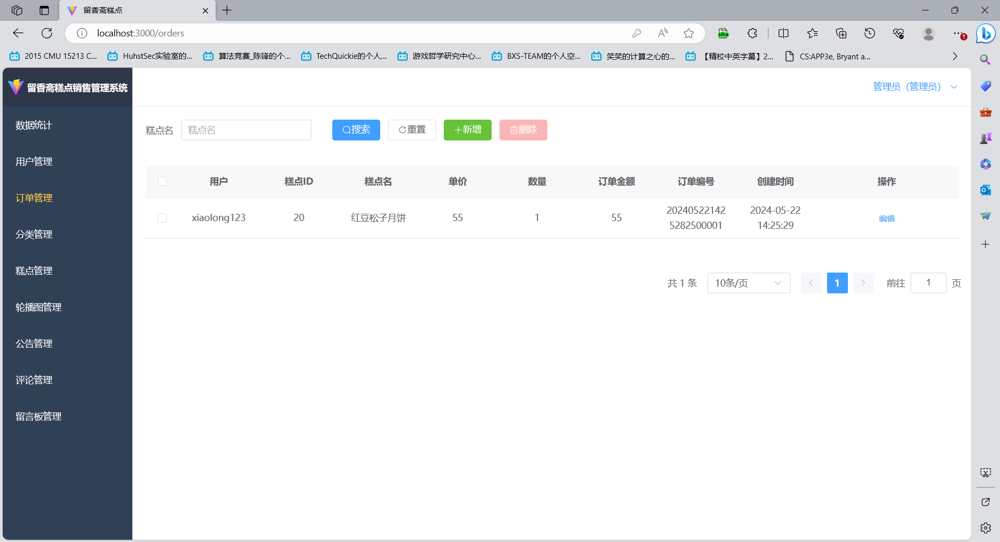 留香斋糕点
localhost:3000/orders
2015 CMU 15213 C...
HuhstSec实验室的...
算法竞赛_陈锋的个...
TechQuickie的个人...
游戏哲学研究中心...
BXS-TEAM的个人空...
笑笑的计算之心的...
【精校中英字幕】2...
CS:APP3e, Bryant a...
留香斋糕点销售管理系统
管理员（管理员）
数据统计
用户管理
订单管理
分类管理
糕点管理
轮播图管理
公告管理
评论管理
留言板管理
糕点名 糕点名 搜索 重置 新增 删除
用户 糕点ID 糕点名 单价 数量 订单金额 订单编号 创建时间 操作
xiaolong123 20 红豆松子月饼 55 1 55 20240522142 2024-05-22 编辑
5282500001 14:25:29
共 1 条 10条/页 1 前往 1 页
EPUB